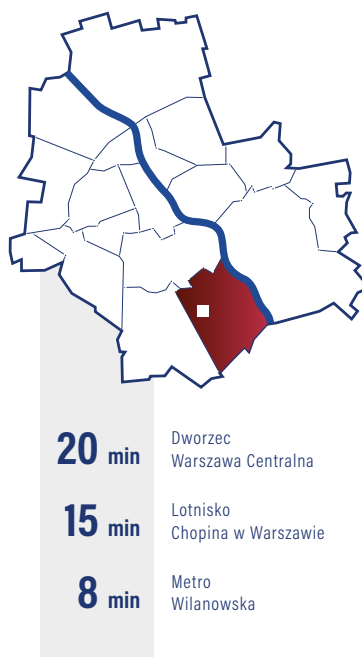 20 min
Dworzec
Warszawa Centralna
15 min
Lotnisko
Chopina w Warszawie
8 min
Metro
Wilanowska